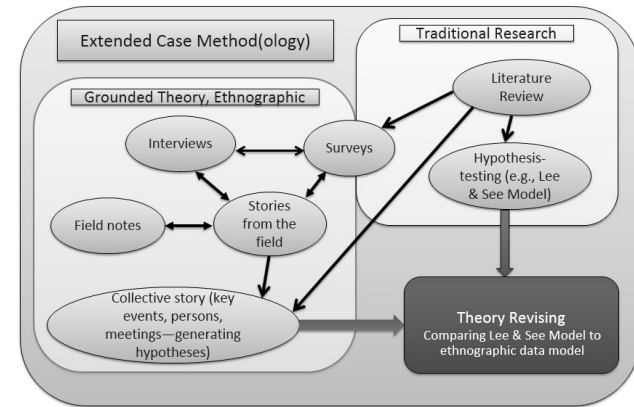 Extended Case Method(ology)
Traditional Research
Literature
Review
Hypothesis-
testing (e.g., Lee
& See Model)
Grounded Theory, Ethnographic
Interviews
Surveys
Field notes
Stories
from the
field
Collective story (key
events, persons,
meetings—generating
hypotheses)
Theory Revising
Comparing Lee & See Model to
ethnographic data model